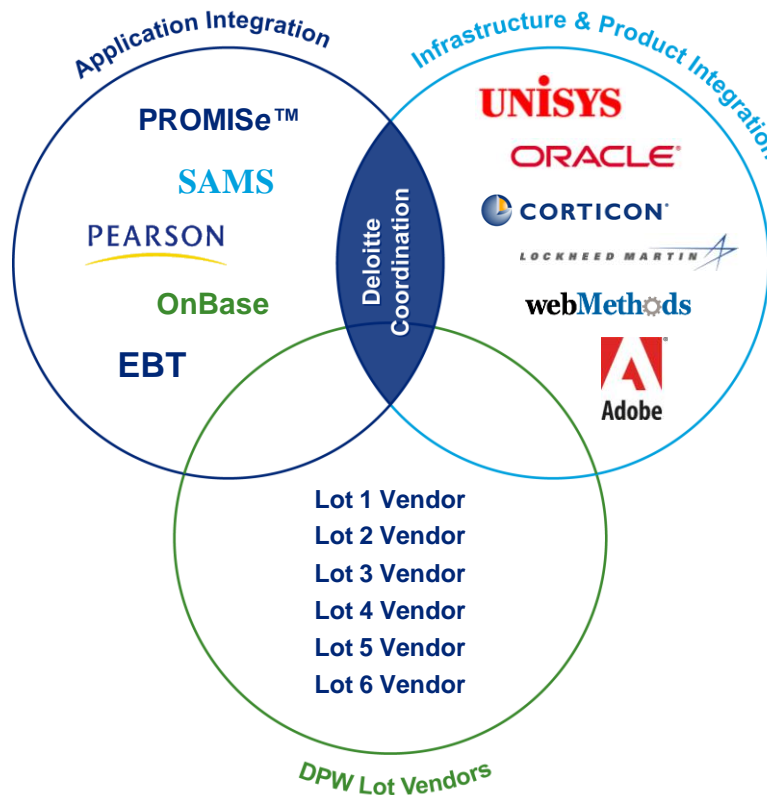 Application Integration
PROMISe™
SAMS
PEARSON
OnBase
EBT
Deloitte
Coordination
Infrastructure & Product Integration
UNiSYS
ORACLE®
CORTICON®
LOCKHEED MARTIN
webMethods
Adobe®
Lot 1 Vendor
Lot 2 Vendor
Lot 3 Vendor
Lot 4 Vendor
Lot 5 Vendor
Lot 6 Vendor
DPW Lot Vendors